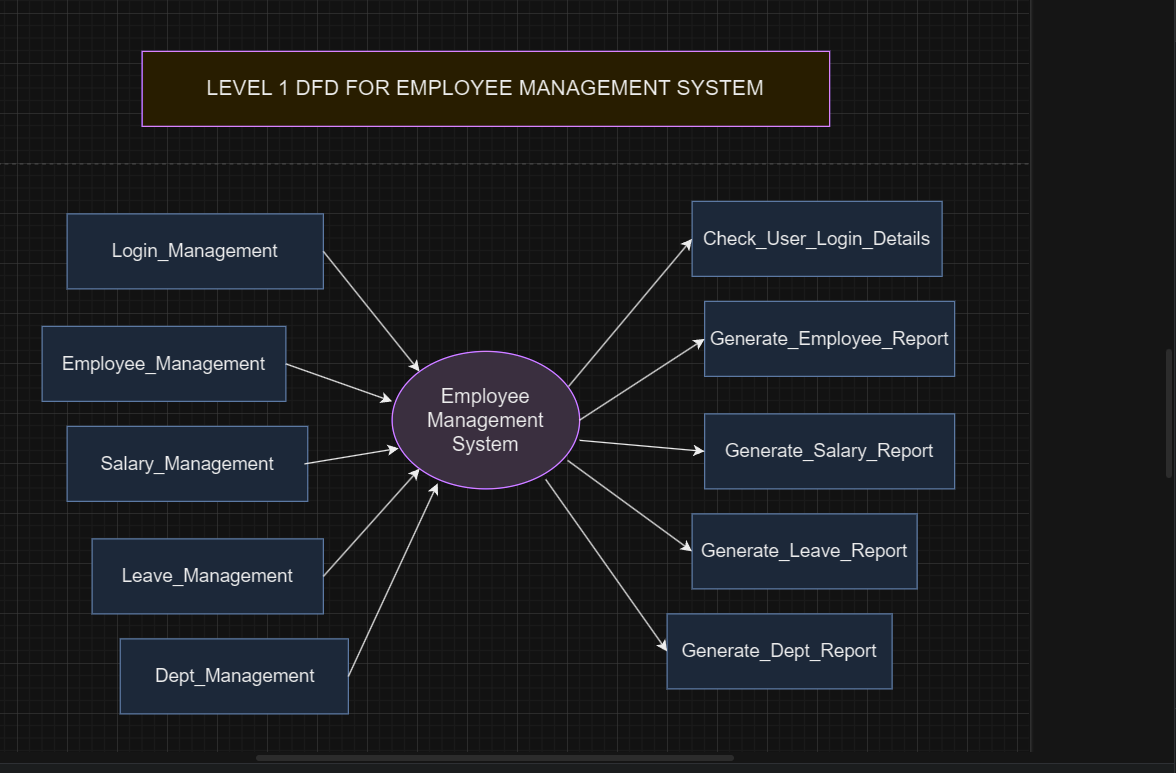 LEVEL 1 DFD FOR EMPLOYEE MANAGEMENT SYSTEM
Login_Management
Employee_Management
Salary_Management
Leave_Management
Dept_Management
Employee
Management
System
Check_User_Login_Details
Generate_Employee_Report
Generate_Salary_Report
Generate_Leave_Report
Generate_Dept_Report